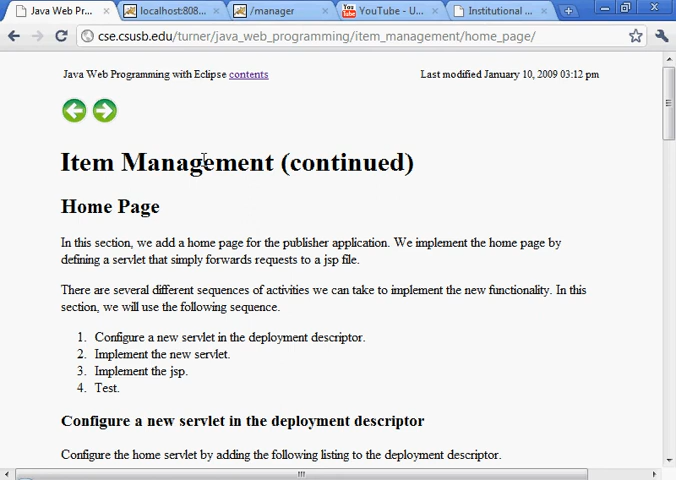 Java Web Pr...
localhost:808...
/manager
YouTube - U...
Institutional ...
cse.csusb.edu/turner/java_web_programming/item_management/home_page/
Java Web Programming with Eclipse contents
Last modified January 10, 2009 03:12 pm
Item Management (continued)
Home Page
In this section, we add a home page for the publisher application. We implement the home page by
defining a servlet that simply forwards requests to a jsp file.
There are several different sequences of activities we can take to implement the new functionality. In this
section, we will use the following sequence.
1. Configure a new servlet in the deployment descriptor.
2. Implement the new servlet.
3. Implement the jsp.
4. Test.
Configure a new servlet in the deployment descriptor
Configure the home servlet by adding the following listing to the deployment descriptor.